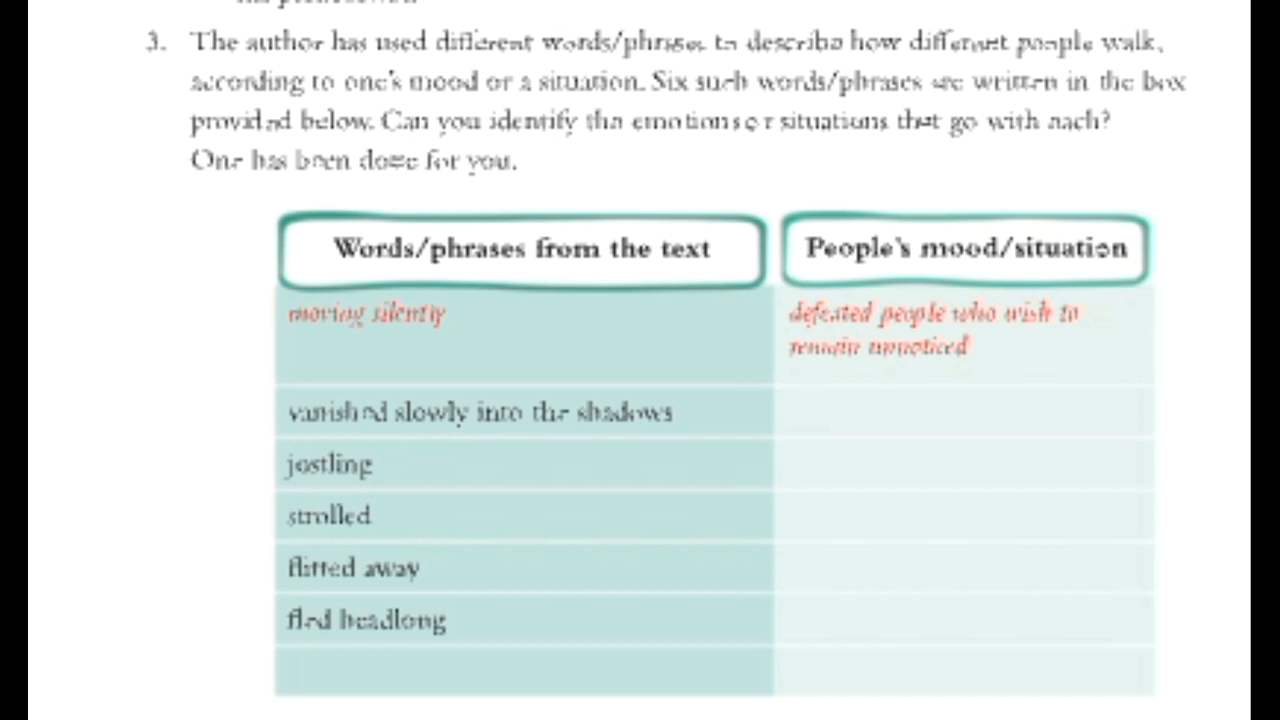 3. The author has used different words/phrases to describe how different people walk,
according to one's mood or a situation. Six such words/phrases are written in the box
provided below. Can you identify the emotions or situations that go with each?
One has been done for you.
Words/phrases from the text
People's mood/situation
moving silently
defeated people who wish to
remain unnoticed
vanished slowly into the shadows
jostling
strolled
flitted away
fled headlong